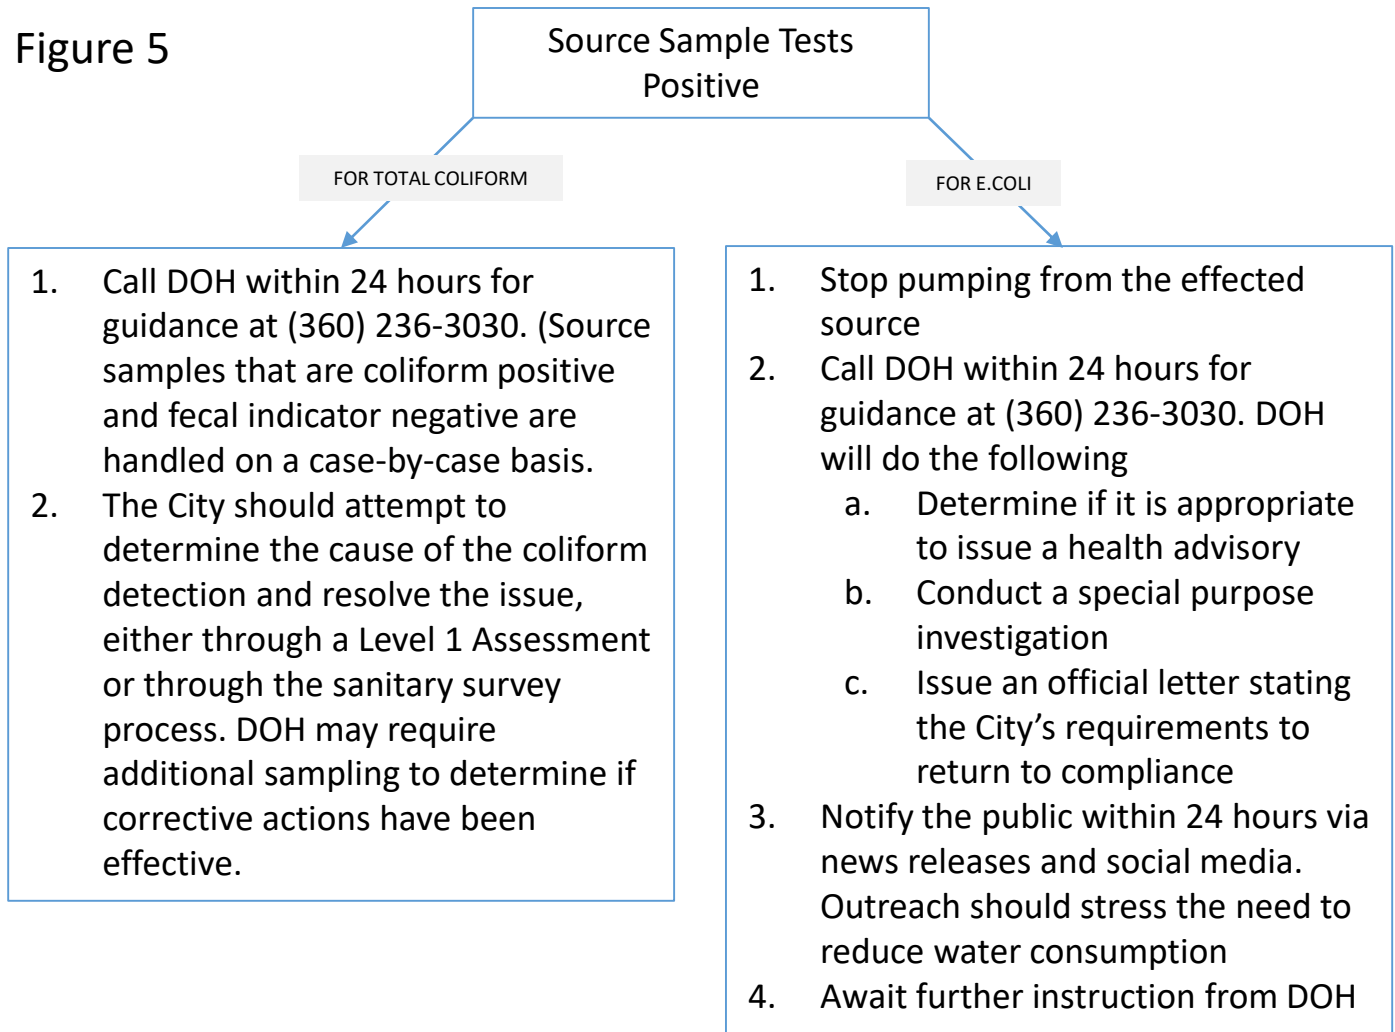 Figure 5
Source Sample Tests
Positive
FOR TOTAL COLIFORM
FOR E.COLI
1. Call DOH within 24 hours for
guidance at (360) 236-3030. (Source
samples that are coliform positive
and fecal indicator negative are
handled on a case-by-case basis.
2. The City should attempt to
determine the cause of the coliform
detection and resolve the issue,
either through a Level 1 Assessment
or through the sanitary survey
process. DOH may require
additional sampling to determine if
corrective actions have been
effective.
1. Stop pumping from the effected
source
2. Call DOH within 24 hours for
guidance at (360) 236-3030. DOH
will do the following
a. Determine if it is appropriate
to issue a health advisory
b. Conduct a special purpose
investigation
c. Issue an official letter stating
the City’s requirements to
return to compliance
3. Notify the public within 24 hours via
news releases and social media.
Outreach should stress the need to
reduce water consumption
4. Await further instruction from DOH